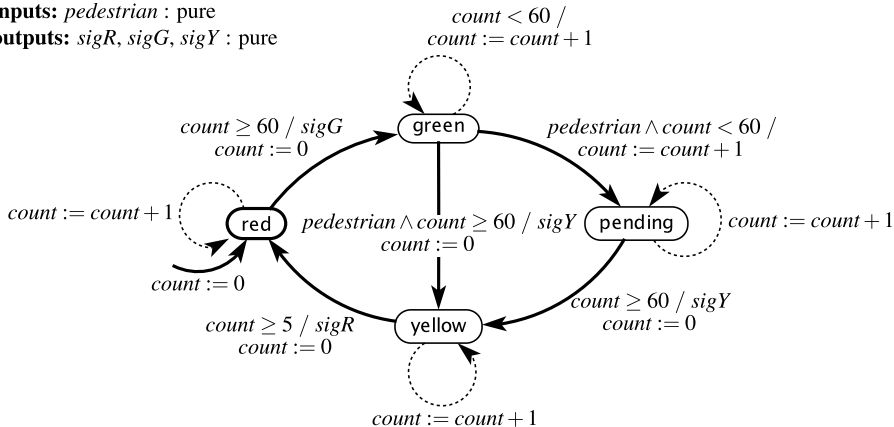 nputs: pedestrian : pure
outputs: sigR, sigG, sigY : pure
count < 60 /
count := count + 1
green
count ≥ 60 / sigG
count := 0
pedestrian ∧ count < 60 /
count := count + 1
count := count + 1
red
pedestrian ∧ count ≥ 60 / sigY
count := 0
pending
count := count + 1
count := 0
count ≥ 5 / sigR
count := 0
yellow
count ≥ 60 / sigY
count := 0
count := count + 1